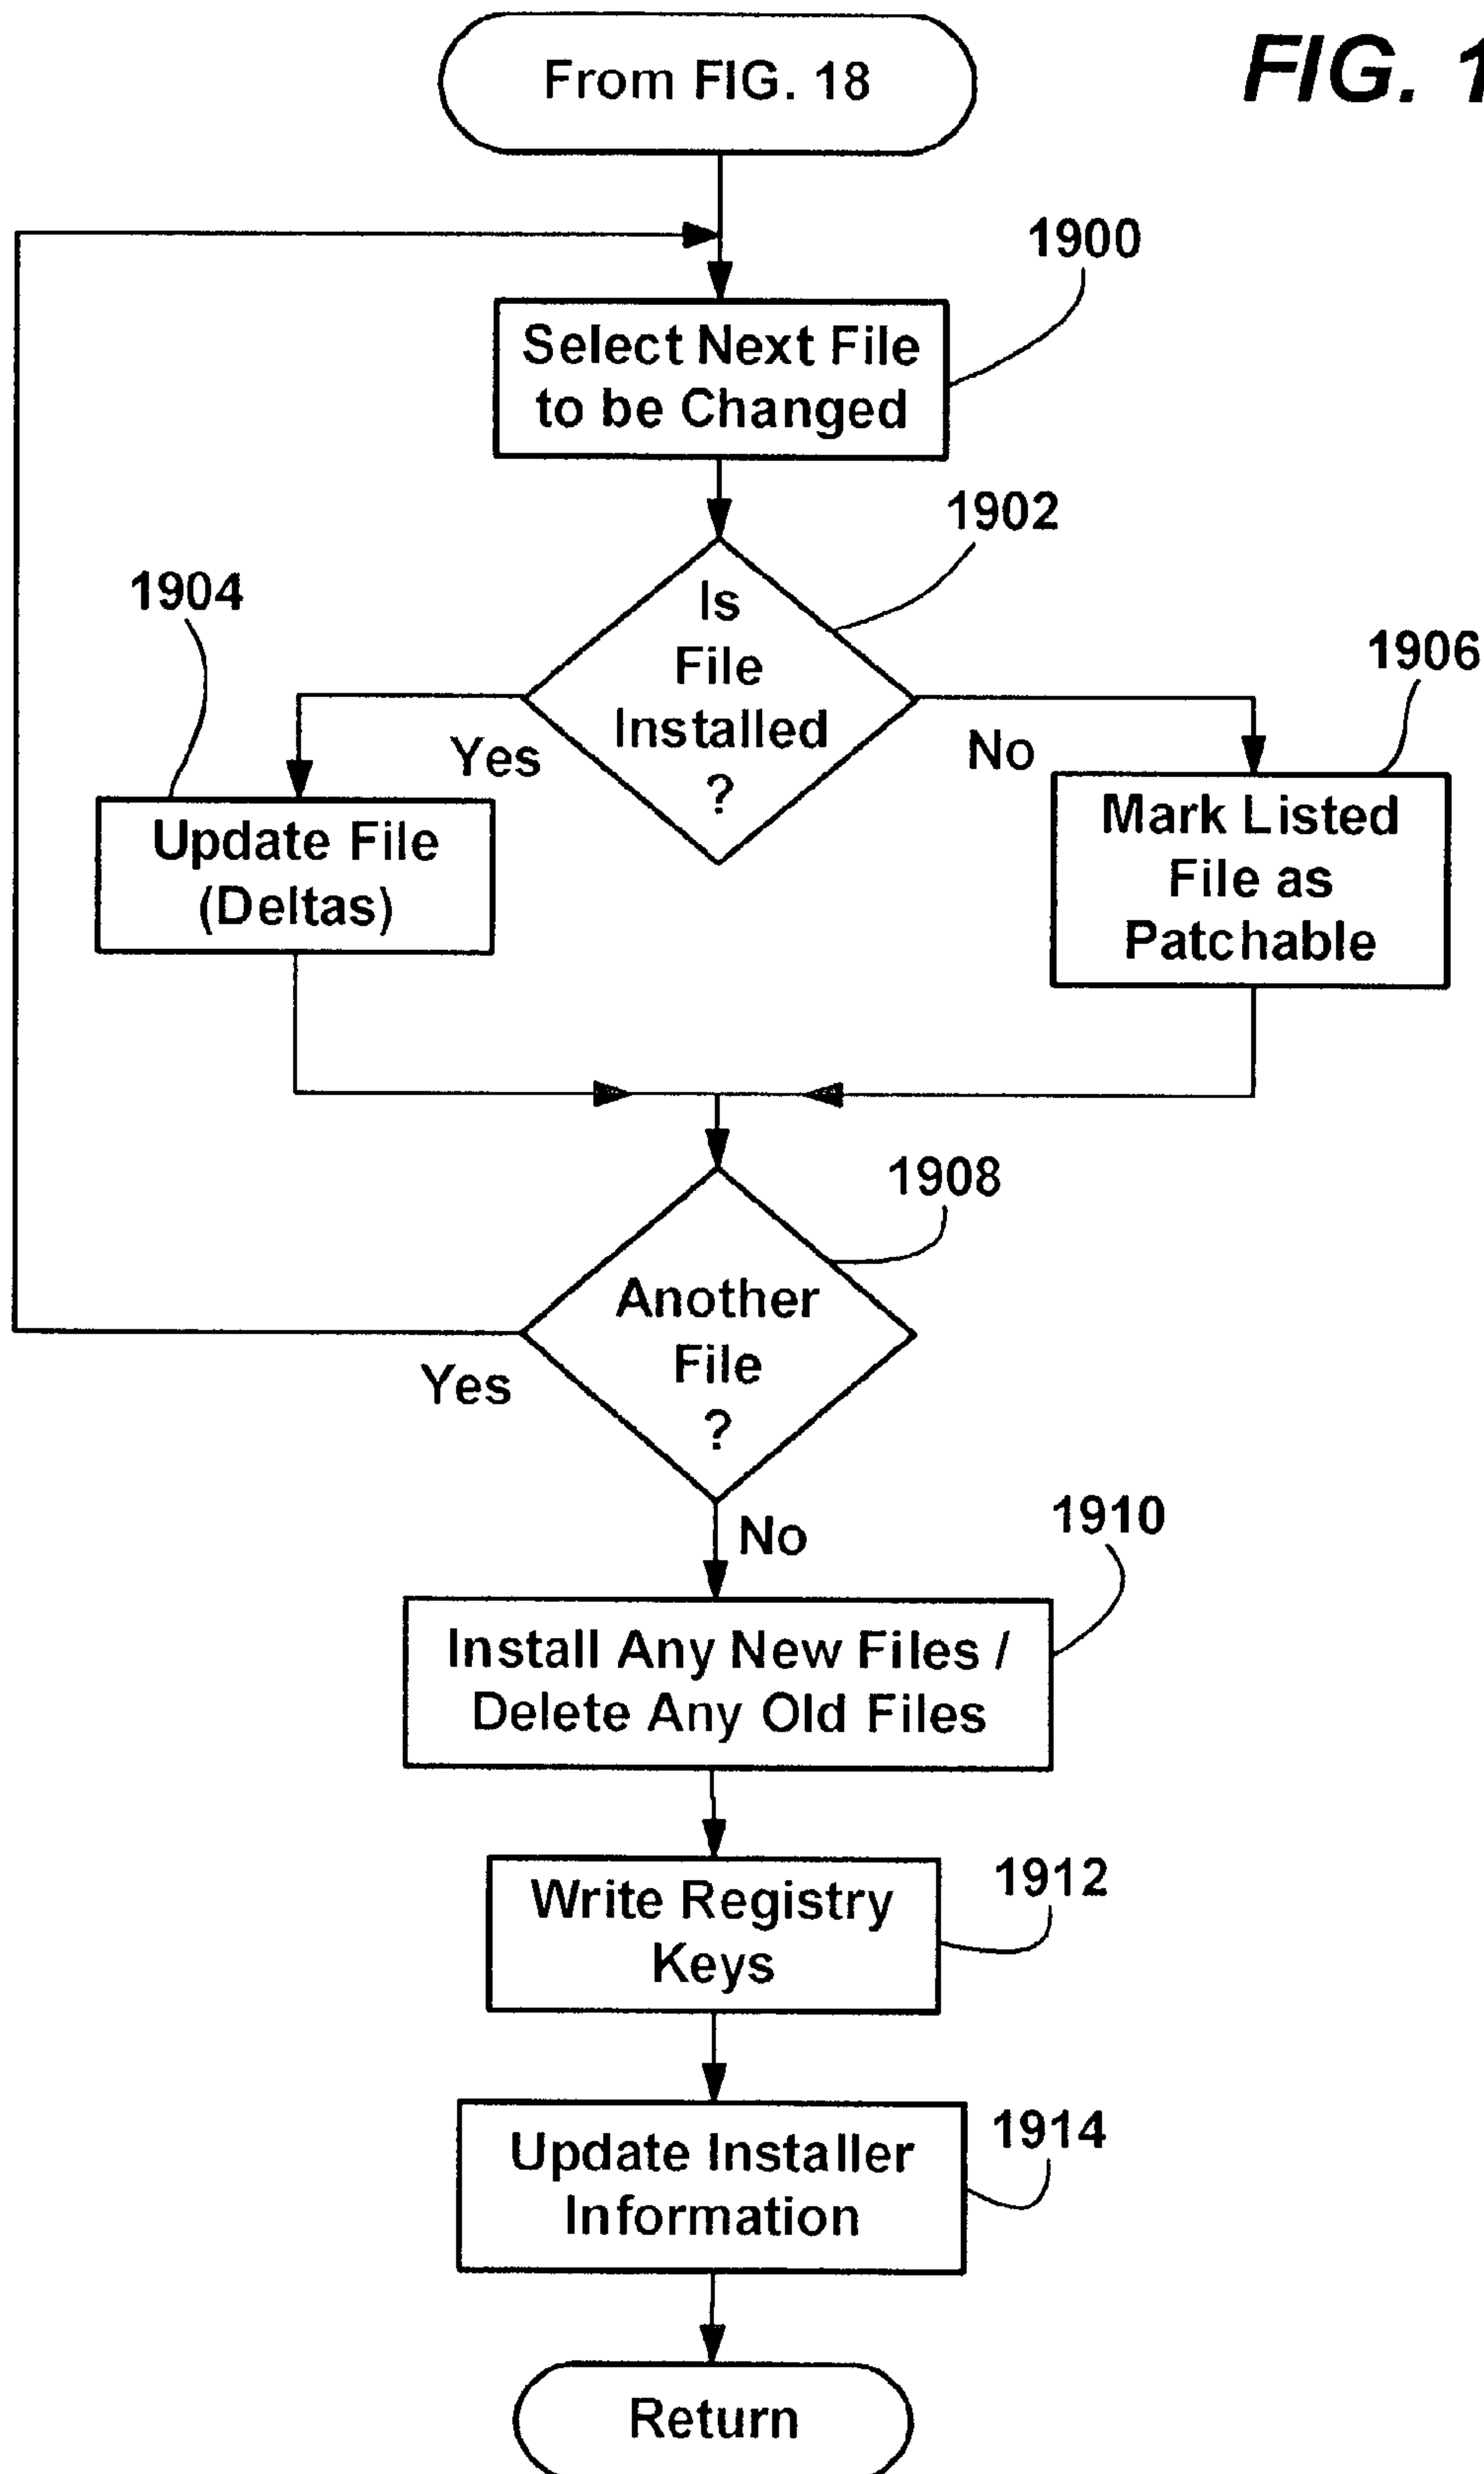 From FIG. 18
FIG. 1
1900
Select Next File
to be Changed
1902
Is
File
Installed
?
1904
1906
Yes
No
Update File
(Deltas)
Mark Listed
File as
Patchable
1908
Another
File
?
Yes
No
1910
Install Any New Files /
Delete Any Old Files
1912
Write Registry
Keys
1914
Update Installer
Information
Return